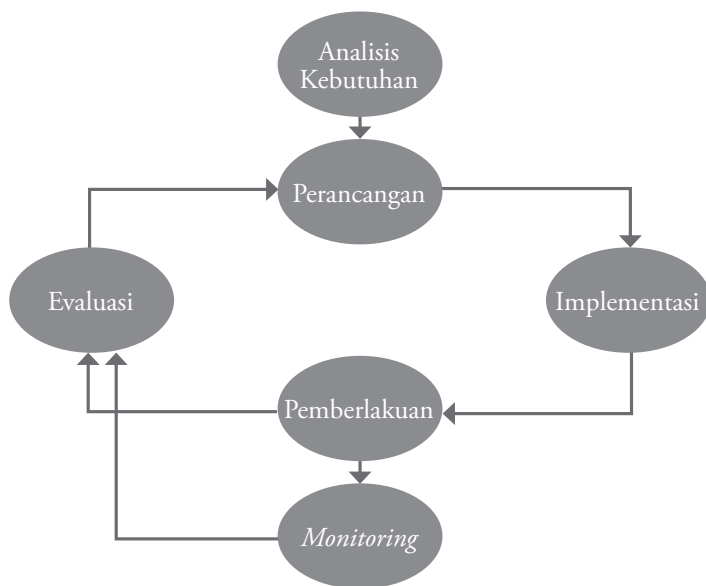 Analisis
Kebutuhan
Perancangan
Evaluasi
Implementasi
Pemberlakuan
Monitoring